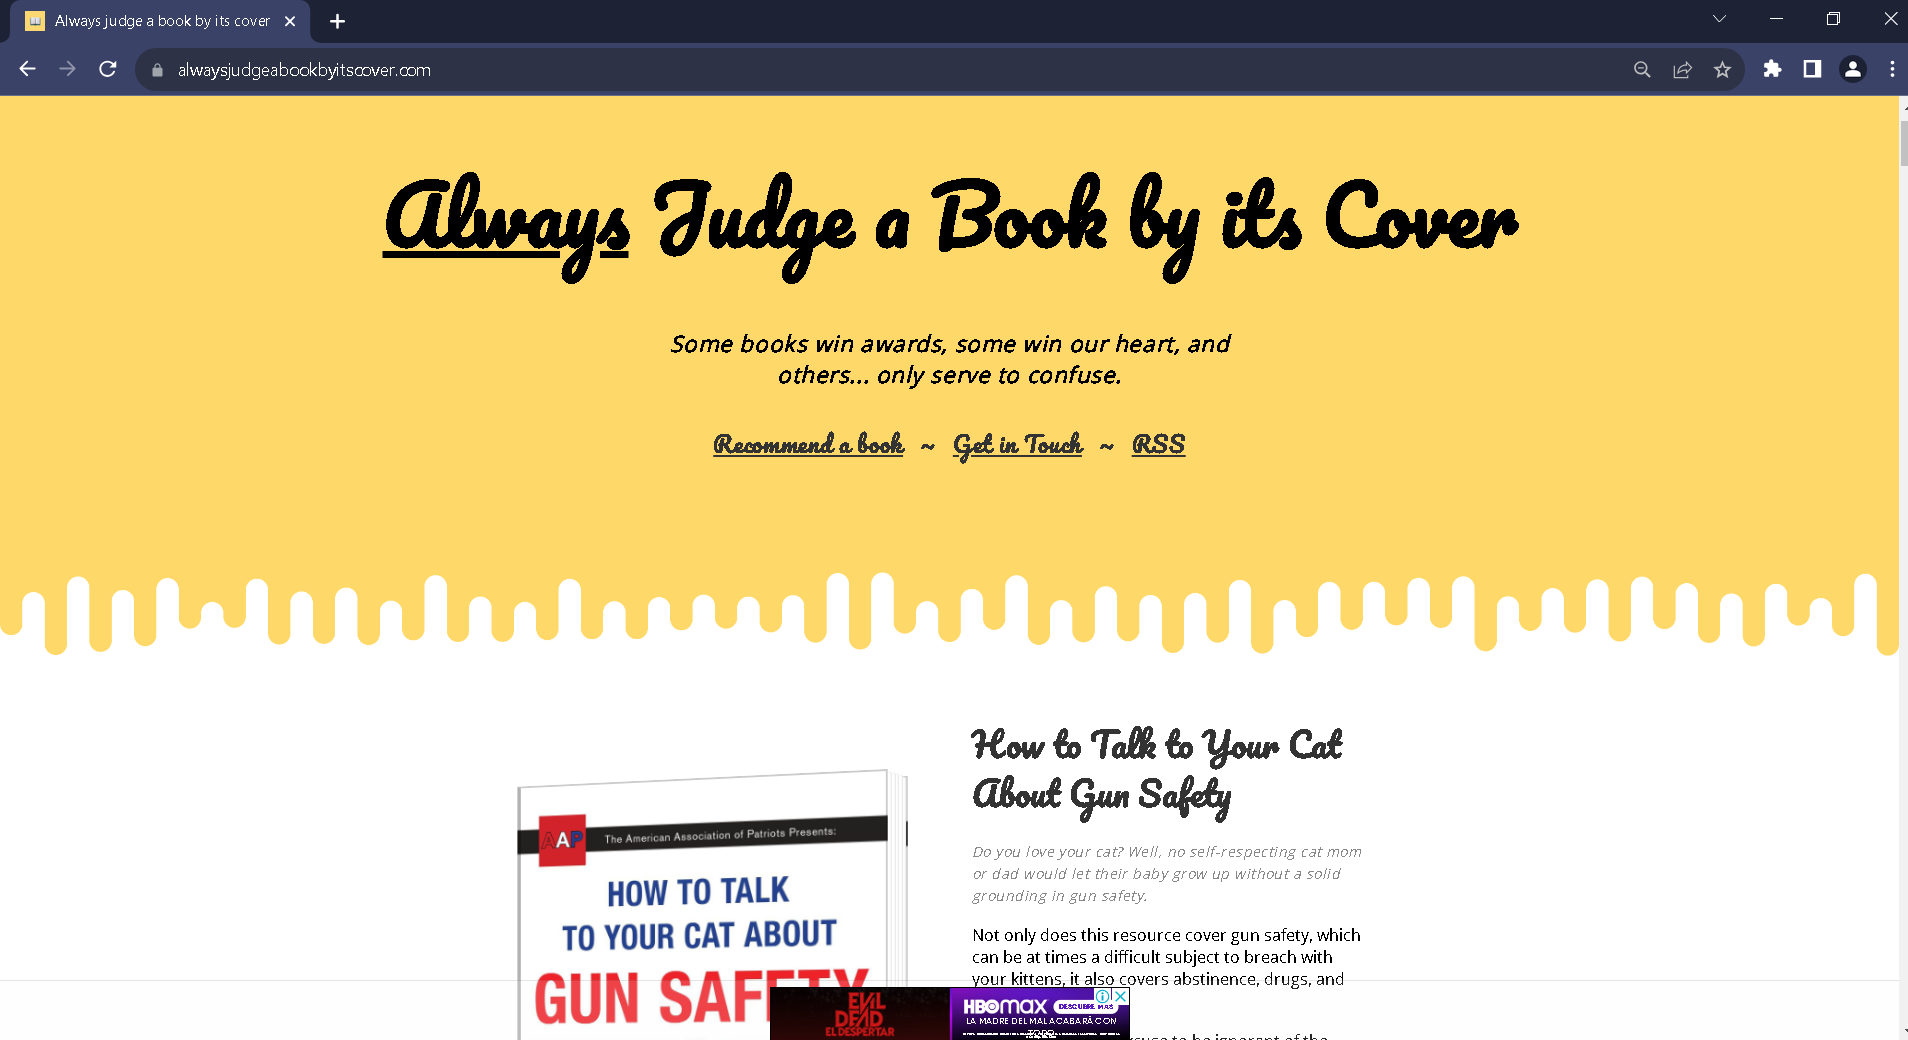 Always judge a book by its cover
alwaysjudgeabookbyitscover.com
Always Judge a Book by its Cover
Some books win awards, some win our heart, and
others... only serve to confuse.
Recommend a book ~ Get in Touch ~ RSS
How to Talk to Your Cat
About Gun Safety
AAP The American Association of Patriots Presents:
HOW TO TALK
TO YOUR CAT ABOUT
GUN SAFETY
Do you love your cat? Well, no self-respecting cat mom
or dad would let their baby grow up without a solid
grounding in gun safety.
Not only does this resource cover gun safety, which
can be at times a difficult subject to breach with
your kittens, it also covers abstinence, drugs, and
to be ignorant of the
EVIL
DEAD
EL DESPERTAR
HBOmax DESCUBRE MÁS
LA MADRE DEL MAL ACABARÁ CON
TODO